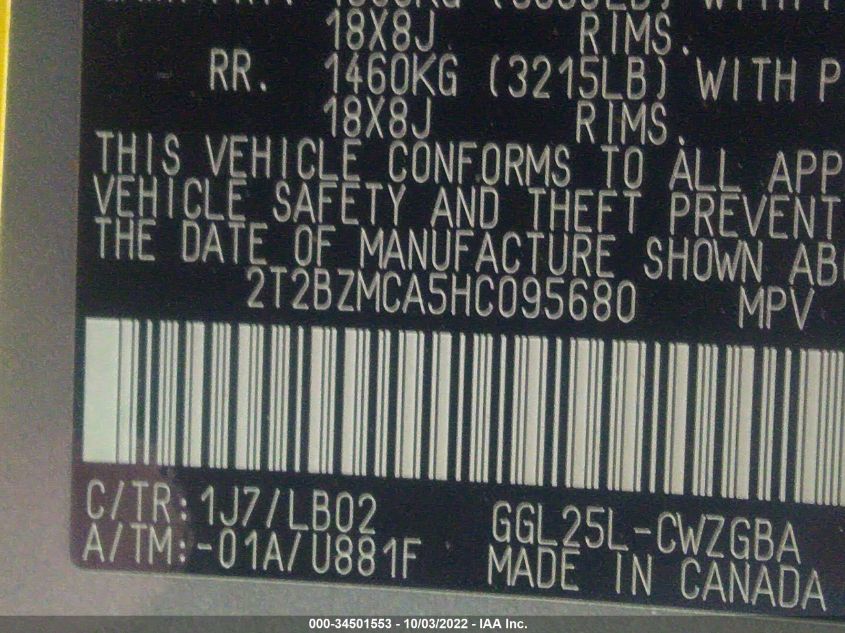 18X8J RIMS.
RR. 1460KG (3215LB) WITH P
18X8J RIMS.
THIS VEHICLE CONFORMS TO ALL APP
VEHICLE SAFETY AND THEFT PREVENT
THE DATE OF MANUFACTURE SHOWN AB
2T2BZMCA5HC095680 MPV
C/TR: 1J7/LB02 GGL25L-CWZGBA
A/TM: -01A/U881F MADE IN CANADA
000-34501553 - 10/03/2022 - IAA Inc.